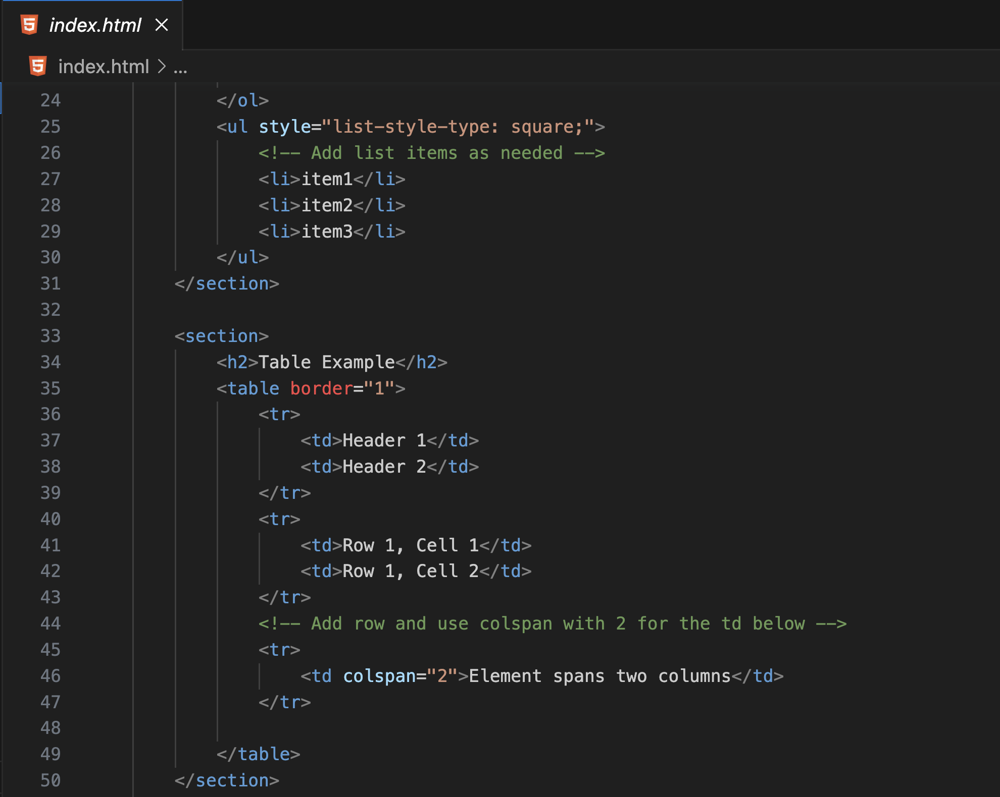 index.html
index.html > ...
24 </ol>
25 <ul style="list-style-type: square;">
26 <!-- Add list items as needed -->
27 <li>item1</li>
28 <li>item2</li>
29 <li>item3</li>
30 </ul>
31 </section>
32
33 <section>
34 <h2>Table Example</h2>
35 <table border="1">
36 <tr>
37 <td>Header 1</td>
38 <td>Header 2</td>
39 </tr>
40 <tr>
41 <td>Row 1, Cell 1</td>
42 <td>Row 1, Cell 2</td>
43 </tr>
44 <!-- Add row and use colspan with 2 for the td below -->
45 <tr>
46 <td colspan="2">Element spans two columns</td>
47 </tr>
48
49 </table>
50 </section>